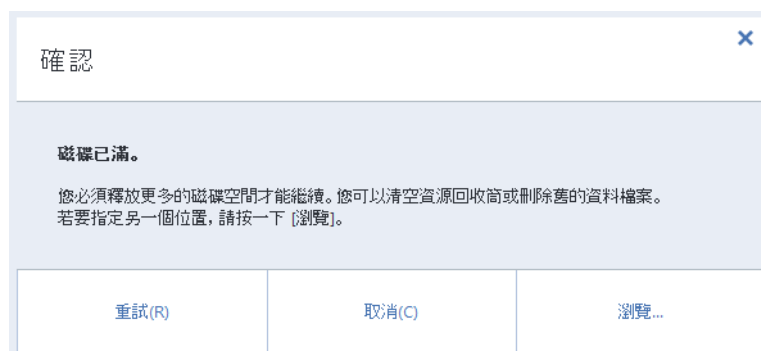 確認
磁碟已滿。
您必須釋放更多的磁碟空間才能繼續。您可以清空資源回收筒或刪除舊的資料檔案。
若要指定另一個位置, 請按一下 [瀏覽]。
重試(R)
取消(C)
瀏覽...